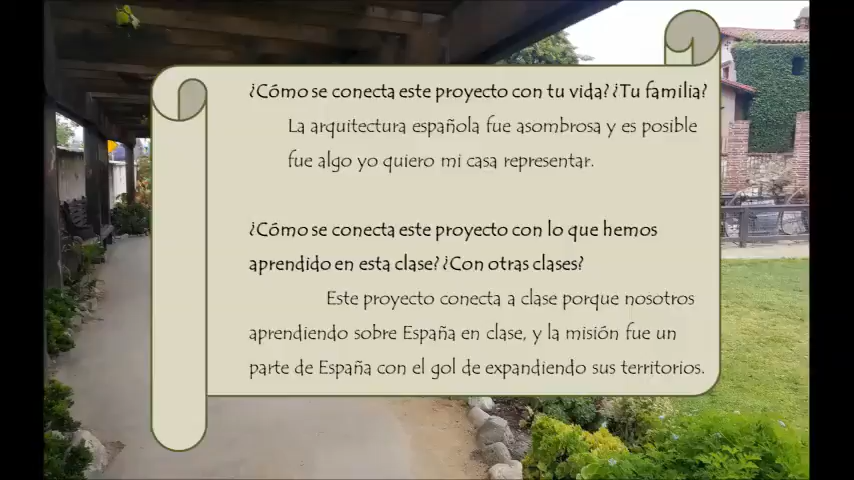 ¿Cómo se conecta este proyecto con tu vida? ¿Tu familia?
La arquitectura española fue asombrosa y es posible
fue algo yo quiero mi casa representar.
¿Cómo se conecta este proyecto con lo que hemos
aprendido en esta clase? ¿Con otras clases?
Este proyecto conecta a clase porque nosotros
aprendiendo sobre España en clase, y la misión fue un
parte de España con el gol de expandiendo sus territorios.